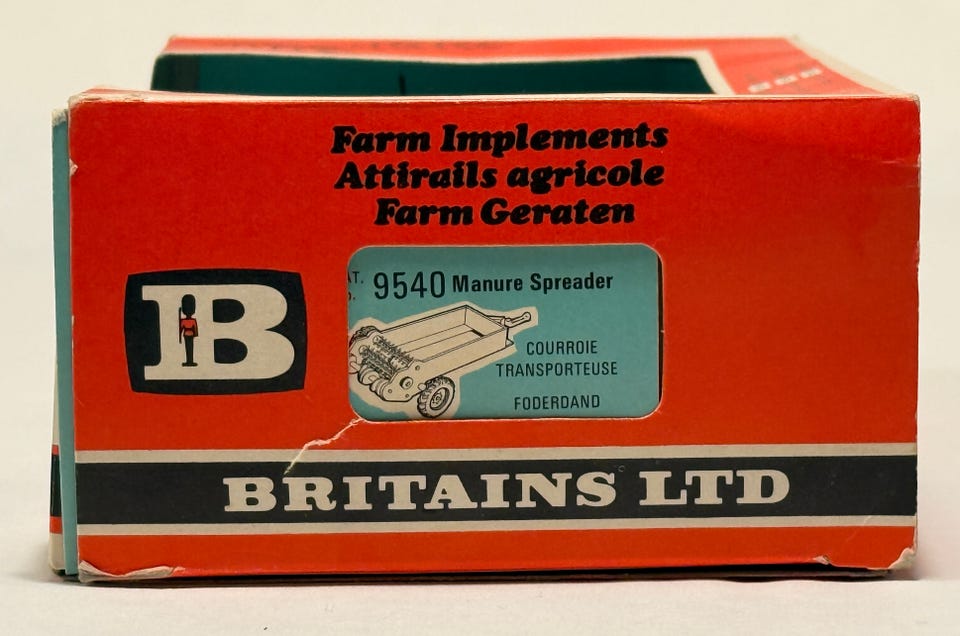 Farm Implements
Attirails agricole
Farm Geraten
B
9540 Manure Spreader
COURROIE
TRANSPORTEUSE
FODERDAND
BRITAINS LTD